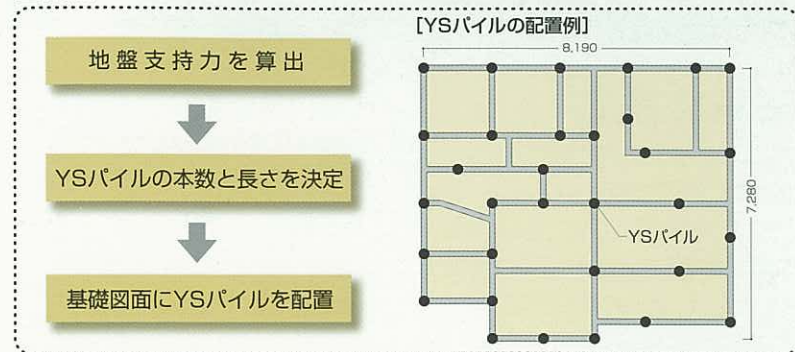 地盤支持力を算出
YSパイルの本数と長さを決定
基礎図面にYSパイルを配置
[YSパイルの配置例]
8,190
7,280
YSパイル